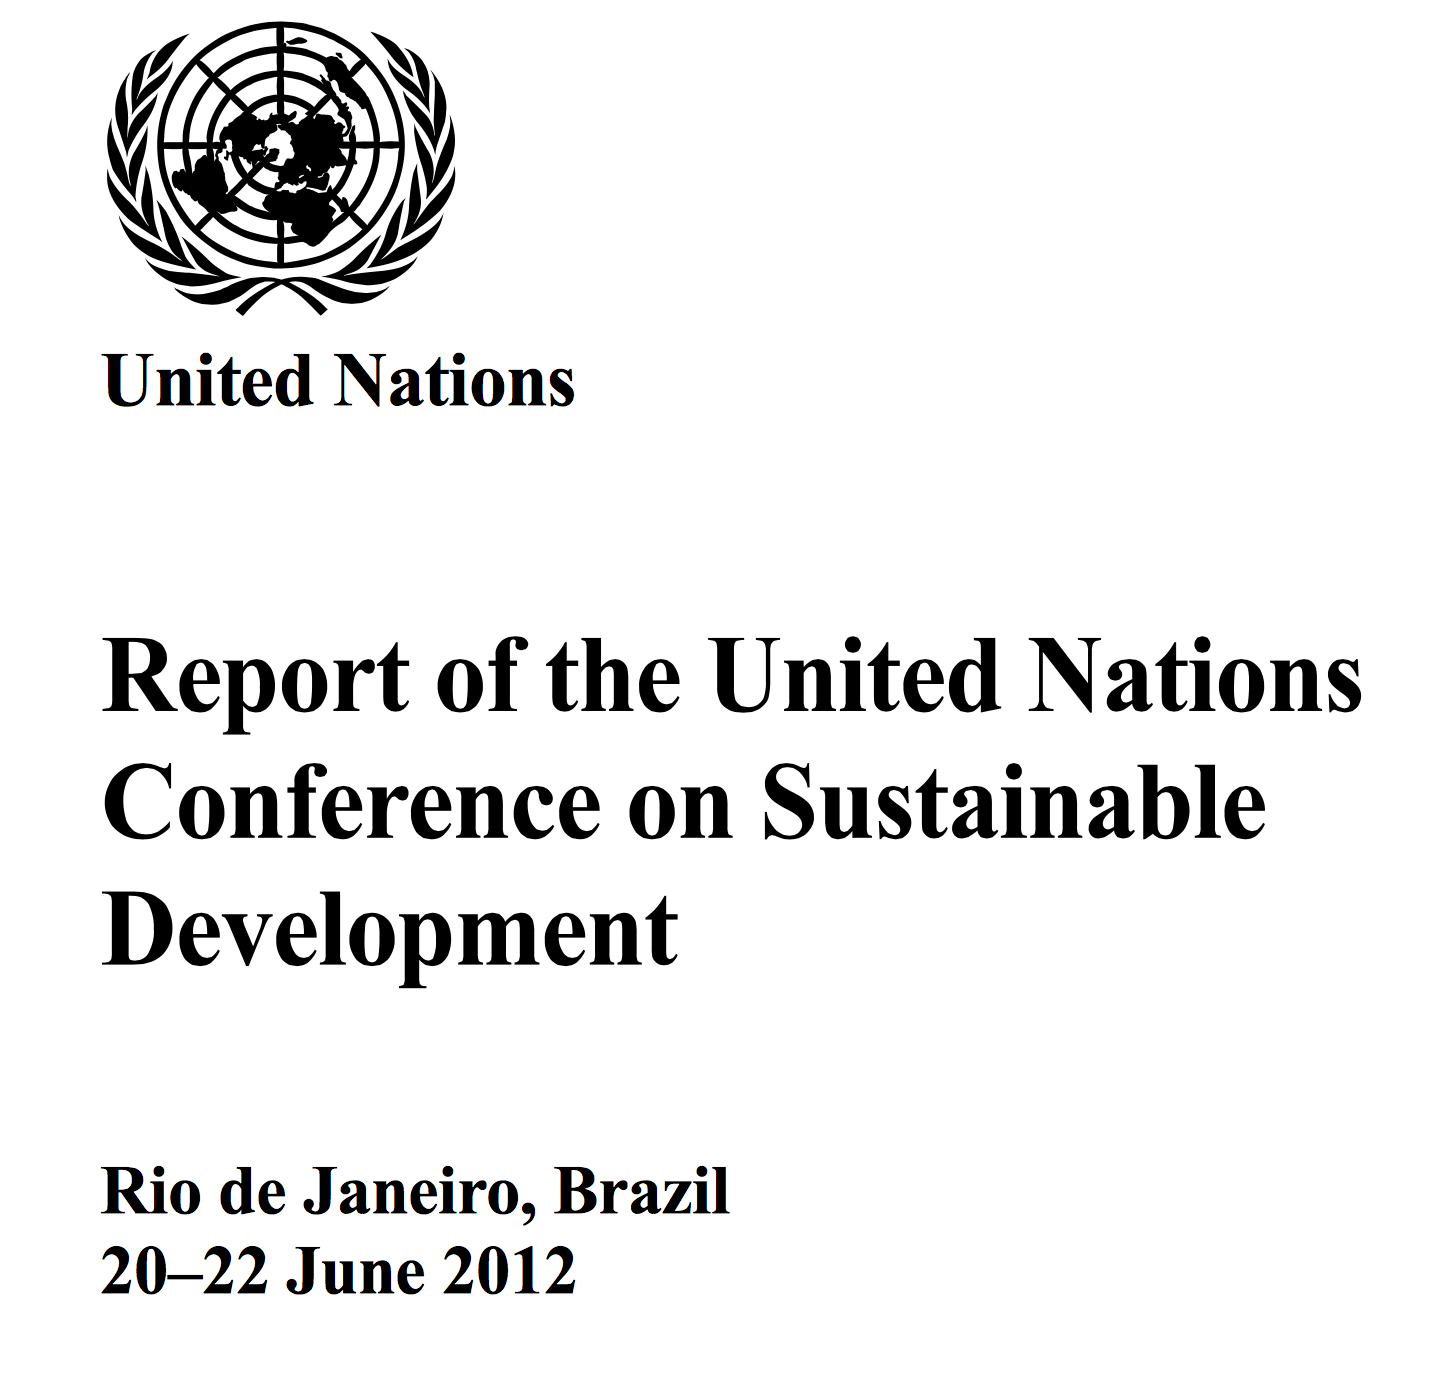 United Nations
Report of the United Nations
Conference on Sustainable
Development
Rio de Janeiro, Brazil
20–22 June 2012